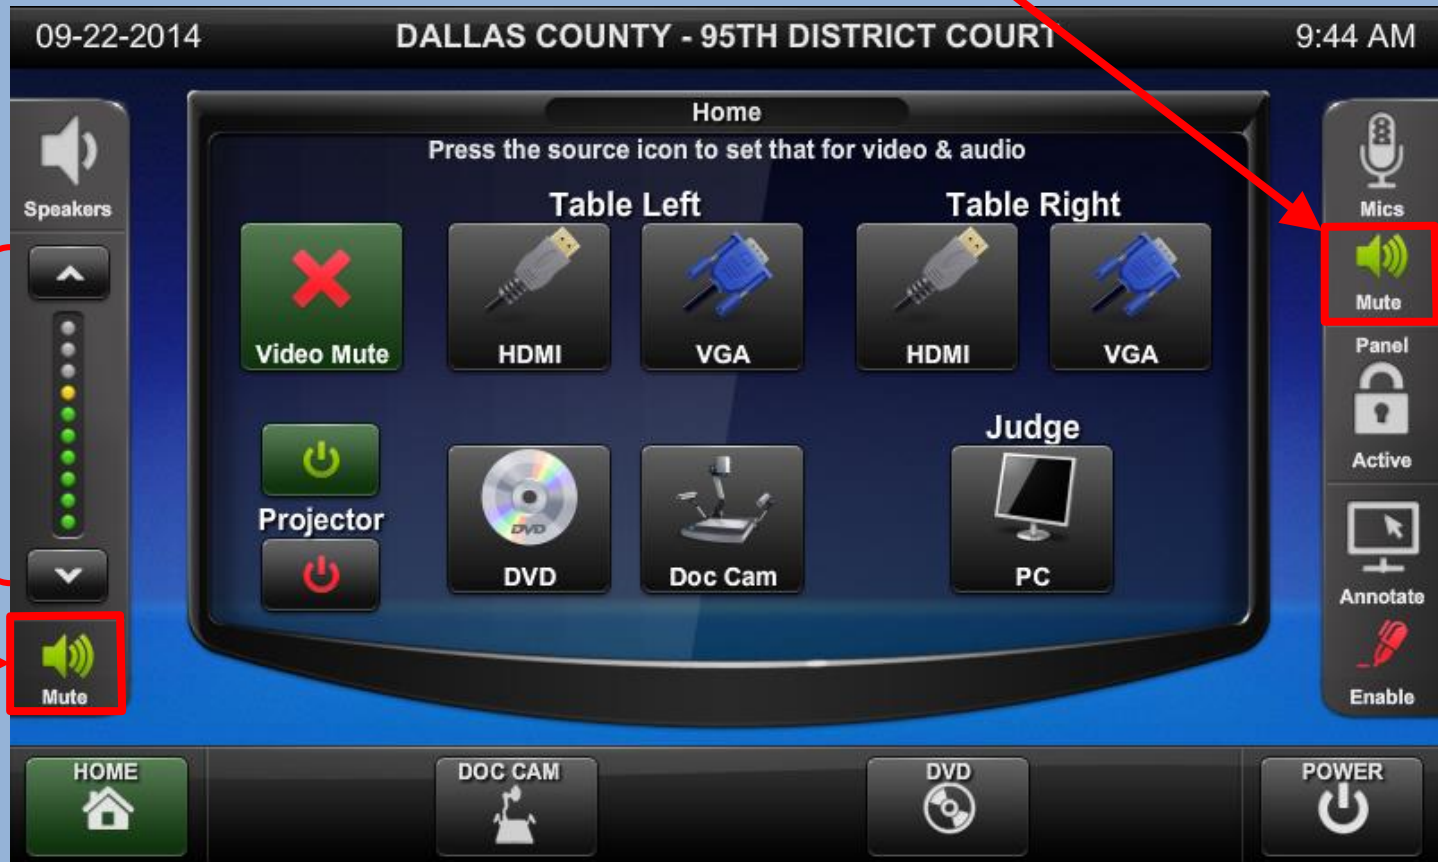 09-22-2014
DALLAS COUNTY - 95TH DISTRICT COURT
9:44 AM
Home
Press the source icon to set that for video & audio
Speakers
Mute
Video Mute
Table Left
HDMI
VGA
Table Right
HDMI
VGA
Projector
DVD
DVD
Doc Cam
Judge
PC
Mics
Mute
Panel
Active
Annotate
Enable
HOME
DOC CAM
DVD
POWER